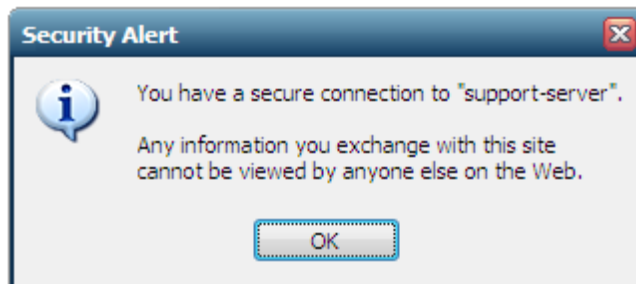 Security Alert
You have a secure connection to "support-server".
Any information you exchange with this site
cannot be viewed by anyone else on the Web.
OK